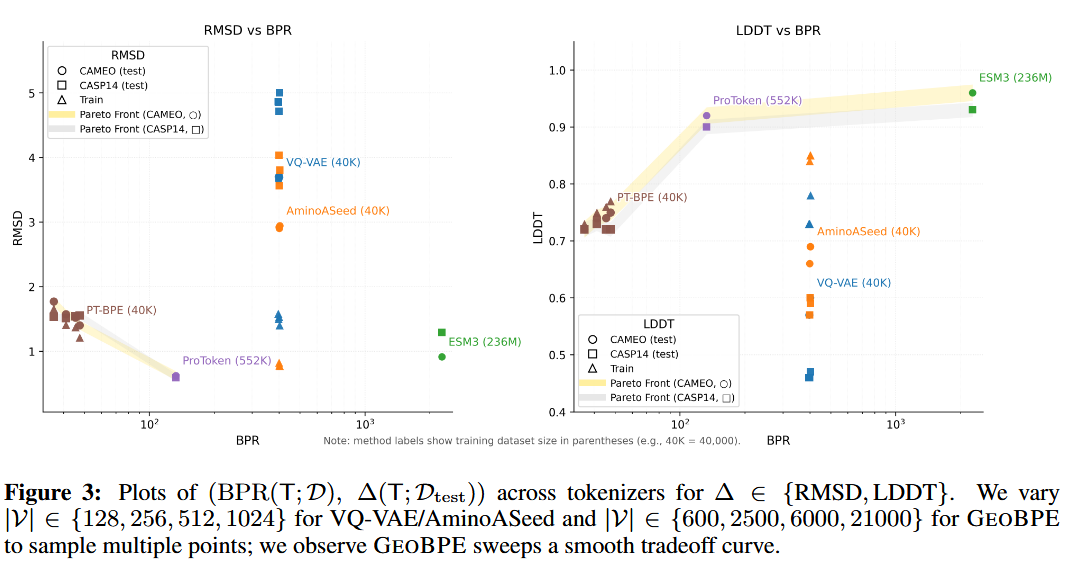 RMSD vs BPR
RMSD
CAMEO (test)
CASP14 (test)
Train
Pareto Front (CAMEO, ○)
Pareto Front (CASP14, □)
5
4
3
2
1
RMSD
VQ-VAE (40K)
AminoASeed (40K)
PT-BPE (40K)
ProToken (552K)
ESM3 (236M)
10²
10³
BPR
LDDT vs BPR
1.0
0.9
0.8
0.7
0.6
0.5
0.4
LDDT
ESM3 (236M)
ProToken (552K)
PT-BPE (40K)
AminoASeed (40K)
VQ-VAE (40K)
LDDT
CAMEO (test)
CASP14 (test)
Train
Pareto Front (CAMEO, ○)
Pareto Front (CASP14, □)
10²
10³
BPR
Note: method labels show training dataset size in parentheses (e.g., 40K = 40,000).
Figure 3: Plots of (BPR(T; 𝒟), Δ(T; 𝒟test)) across tokenizers for Δ ∈ {RMSD, LDDT}. We vary
|𝒱| ∈ {128, 256, 512, 1024} for VQ-VAE/AminoASeed and |𝒱| ∈ {600, 2500, 6000, 21000} for GEOBPE
to sample multiple points; we observe GEOBPE sweeps a smooth tradeoff curve.